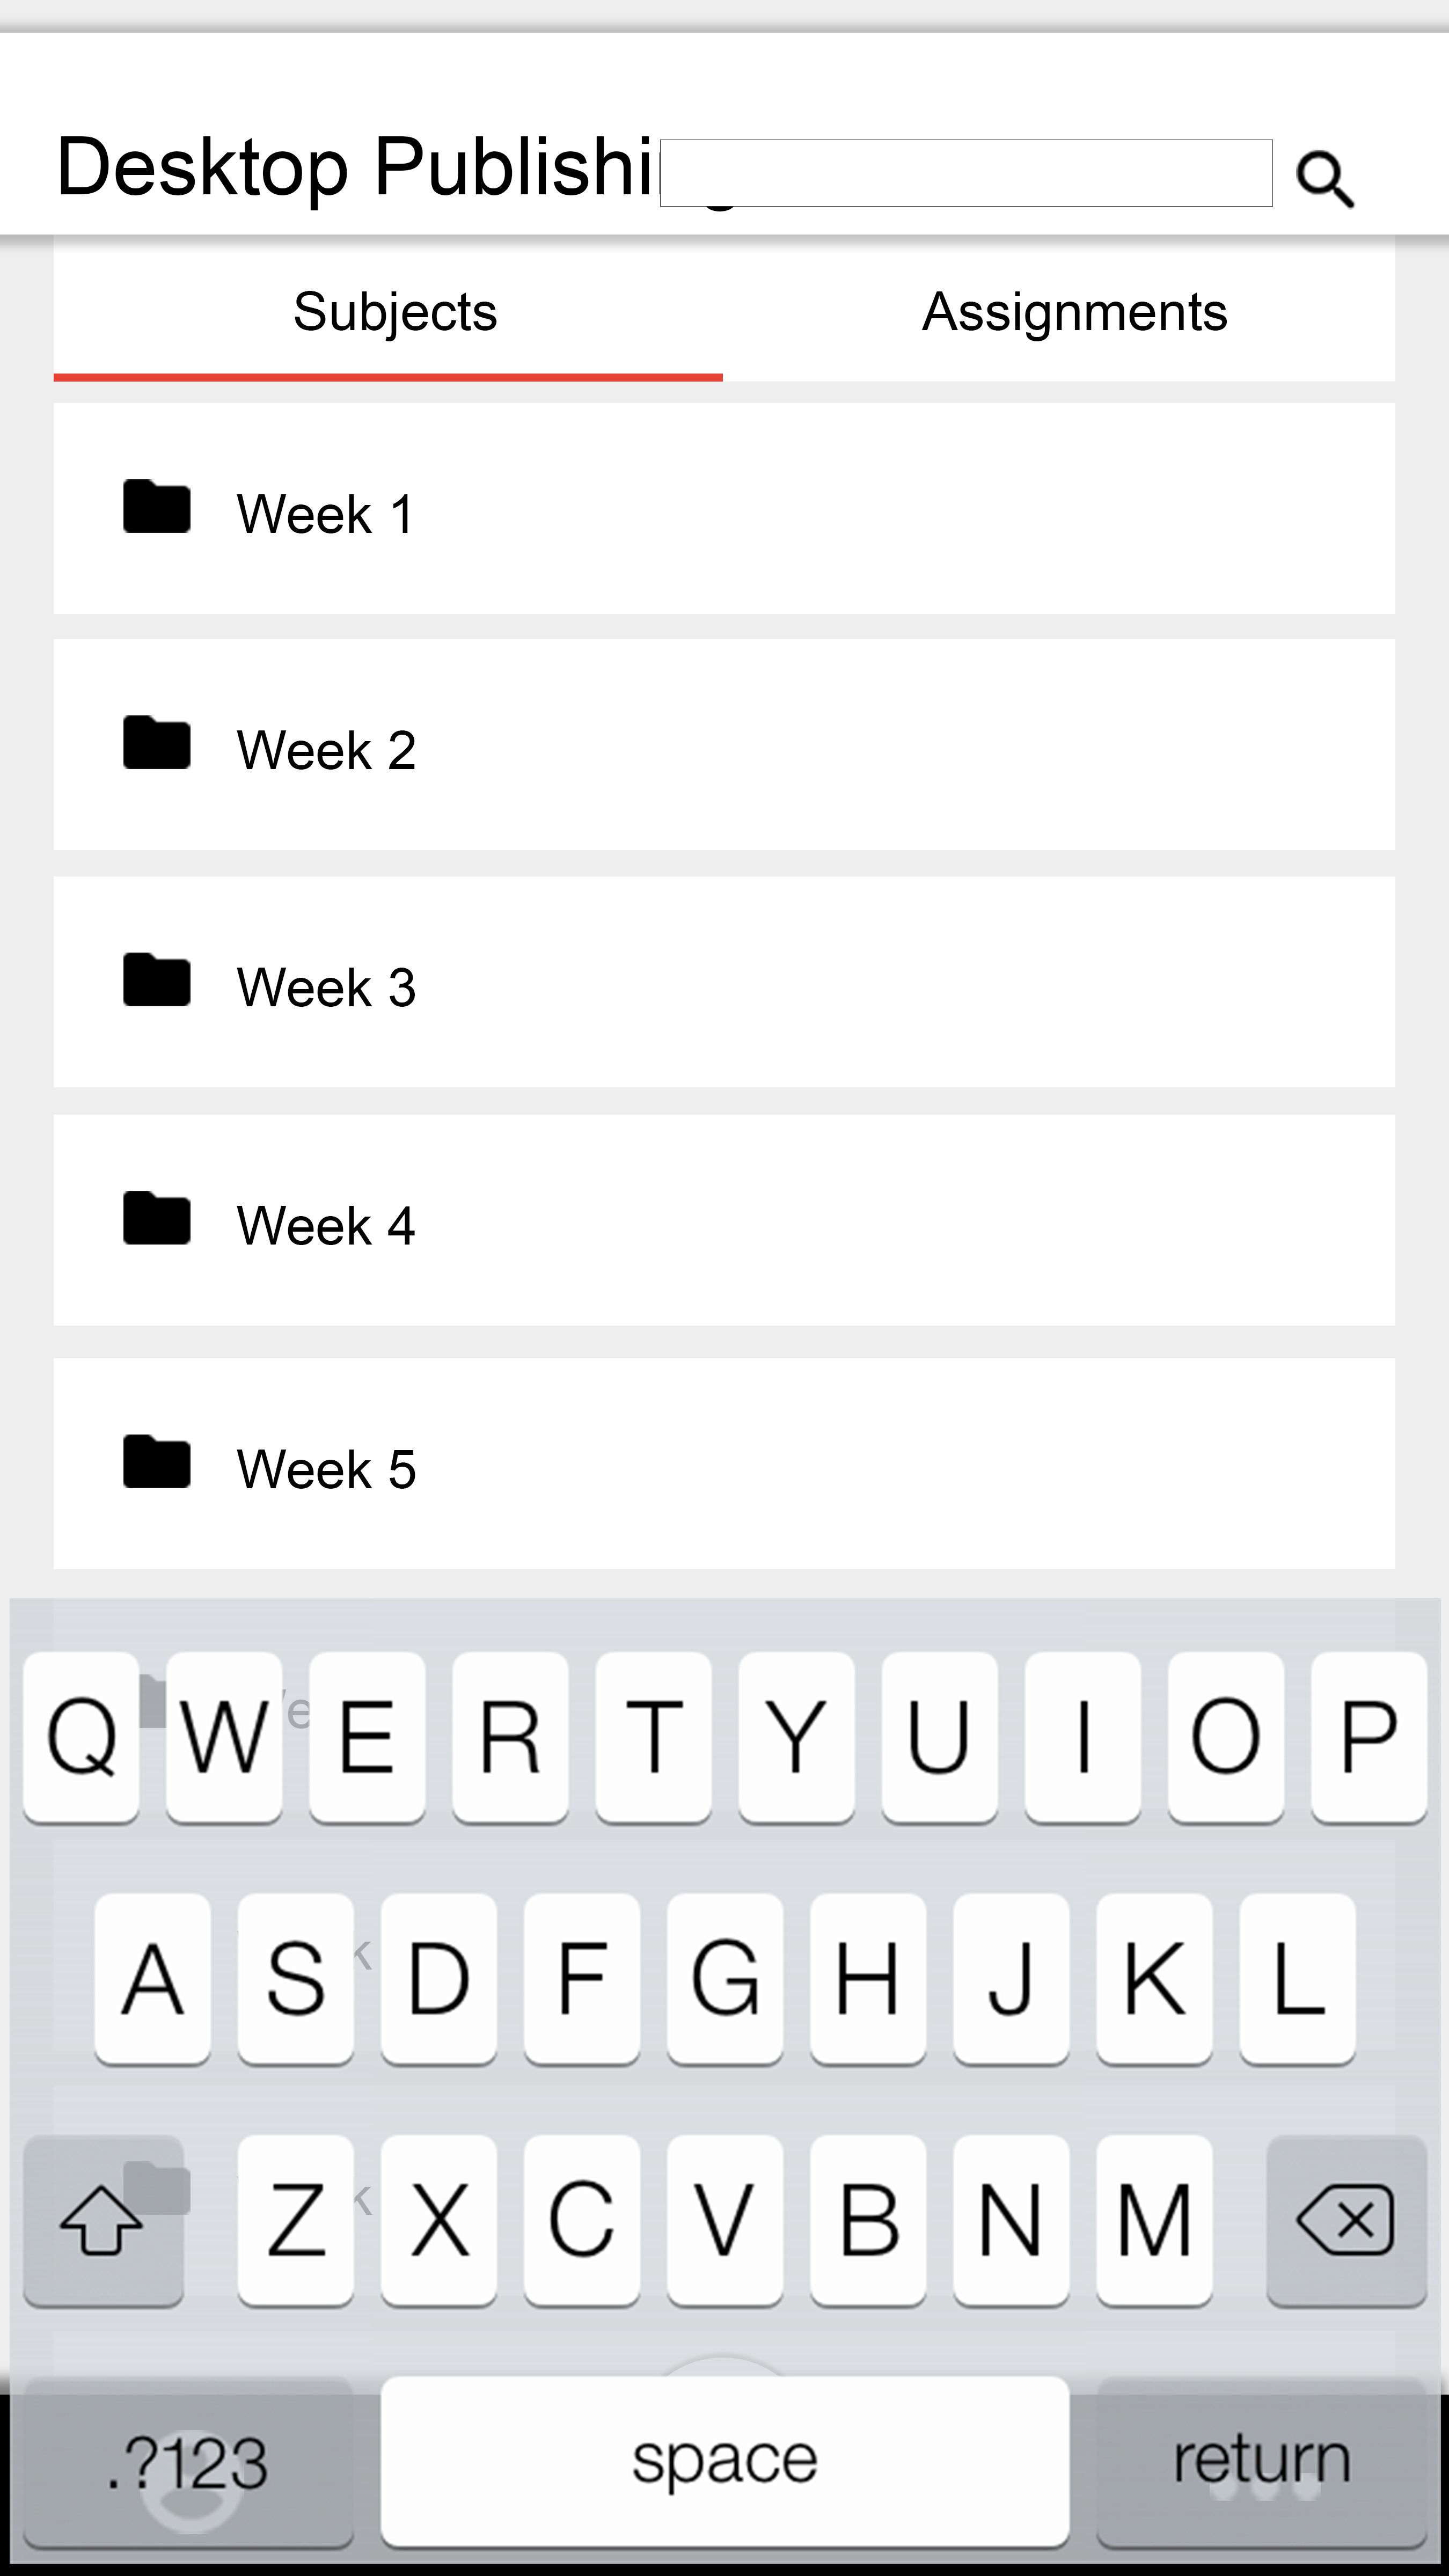 Desktop Publishi
Subjects
Assignments
Week 1
Week 2
Week 3
Week 4
Week 5
Q W E R T Y U I O P
A S D F G H J K L
Z X C V B N M
.?123 space return